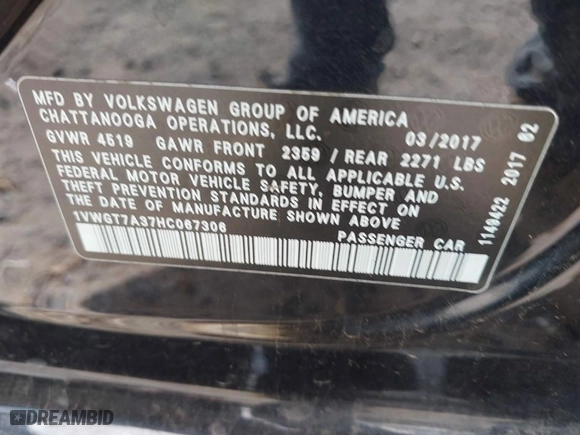 MFD BY VOLKSWAGEN GROUP OF AMERICA
CHATTANOOGA OPERATIONS, LLC. 03/2017
GVWR 4519 GAWR FRONT 2359 / REAR 2271 LBS
THIS VEHICLE CONFORMS TO ALL APPLICABLE U.S.
FEDERAL MOTOR VEHICLE SAFETY, BUMPER AND
THEFT PREVENTION STANDARDS IN EFFECT ON
THE DATE OF MANUFACTURE SHOWN ABOVE
1VWGT7A37HC067306 PASSENGER CAR
1140422 2017 02
DREAMBID